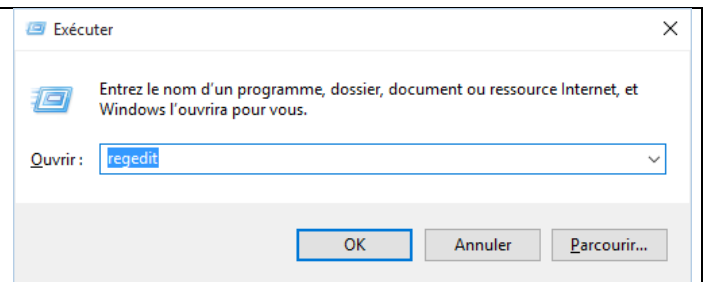 Exécuter
Entrez le nom d'un programme, dossier, document ou ressource Internet, et
Windows l'ouvrira pour vous.
Ouvrir : regedit
OK Annuler Parcourir...